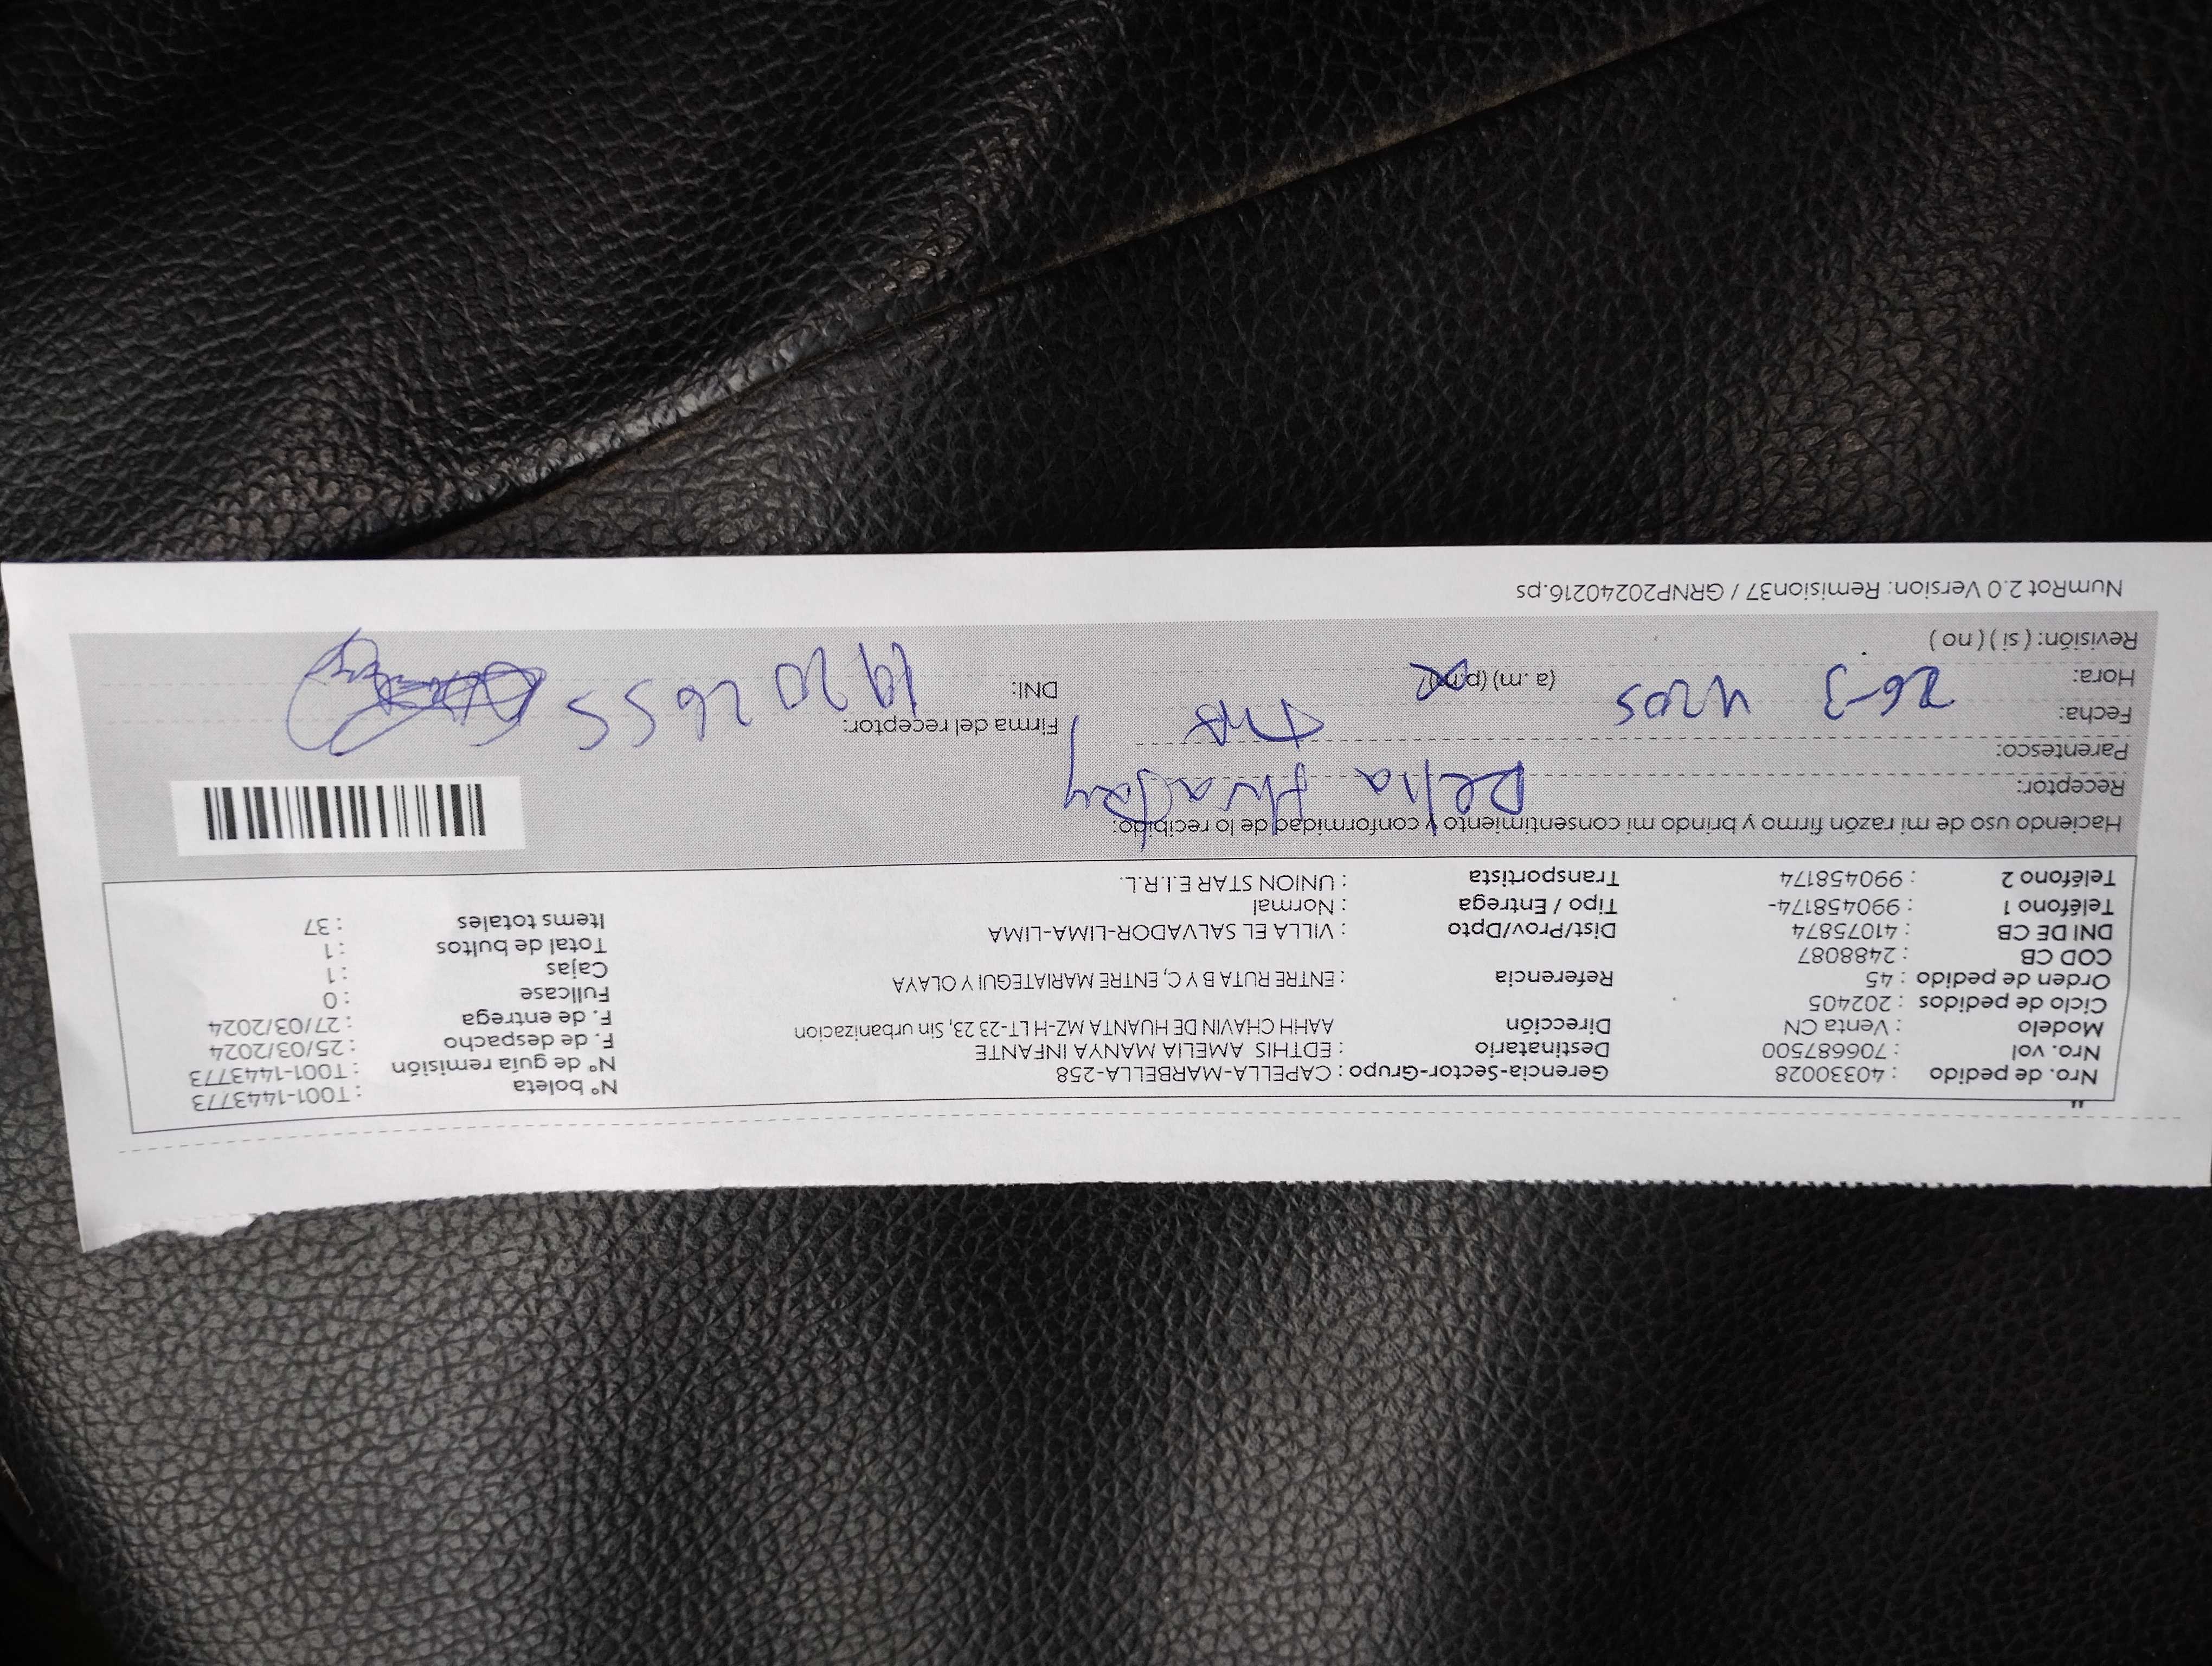 Nro. de pedido : 40330028 Gerencia-Sector-Grupo : CAPELLA-MARBELLA-258 N° boleta : T001-1443773
Nro. vol : 706687500 Destinatario : EDTHIS AMELIA MANYA INFANTE N° de guía remisión : T001-1443773
Modelo : Venta CN Dirección AAHH CHAVIN DE HUANTA MZ-H LT-23 23, Sin urbanizacion F. de despacho : 25/03/2024
Ciclo de pedidos : 202405 F. de entrega : 27/03/2024
Orden de pedido : 45 Referencia : ENTRE RUTA B Y C, ENTRE MARIATEGUI Y OLAYA Fullcase : 0
COD CB : 2488087 Cajas : 1
DNI DE CB : 41075874 Dist/Prov/Dpto : VILLA EL SALVADOR-LIMA-LIMA Total de bultos : 1
Teléfono 1 : 990458174- Tipo / Entrega : Normal Items totales : 37
Teléfono 2 : 990458174 Transportista : UNION STAR E.I.R.L.
Haciendo uso de mi razón firmo y brindo mi consentimiento y conformidad de lo recibido:
Receptor: Delia
Parentesco:
Fecha: 26-3 Firma del receptor:
Hora: (a.m) (p.m) DNI: 19202655
Revisión: ( si ) ( no )
NumRot 2.0 Version: Remision37 / GRNP20240216.ps